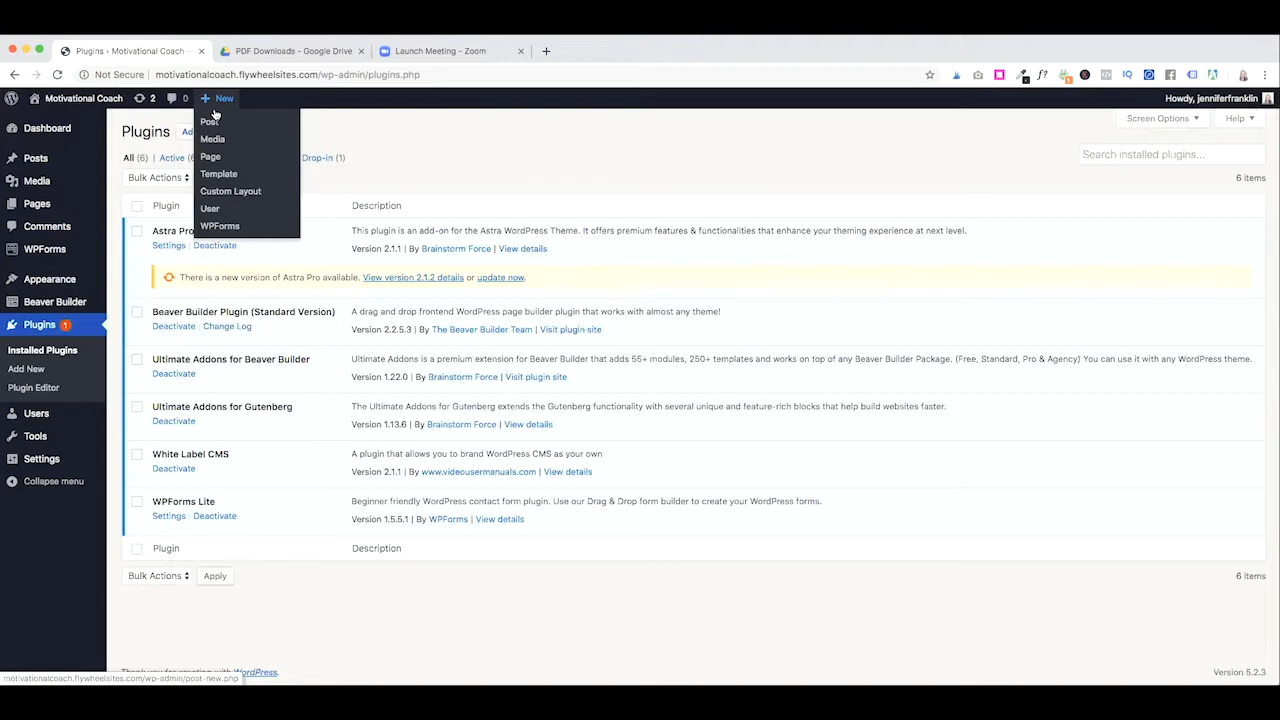 Plugins ‹ Motivational Coach
PDF Downloads - Google Drive
Launch Meeting - Zoom
Not Secure
motivationalcoach.flywheelsites.com/wp-admin/plugins.php
Motivational Coach 2 0 + New
Howdy, jenniferfranklin
Post
Media
Page
Template
Custom Layout
User
WPForms
Dashboard
Posts
Media
Pages
Comments
WPForms
Appearance
Beaver Builder
Plugins 1
Installed Plugins
Add New
Plugin Editor
Users
Tools
Settings
Collapse menu
Screen Options
Help
Plugins
All (6) | Active
Drop-in (1)
Search installed plugins...
Bulk Actions
6 items
Plugin Description
Astra Pro
Settings | Deactivate
This plugin is an add-on for the Astra WordPress Theme. It offers premium features & functionalities that enhance your theming experience at next level.
Version 2.1.1 | By Brainstorm Force | View details
There is a new version of Astra Pro available. View version 2.1.2 details or update now.
Beaver Builder Plugin (Standard Version)
Deactivate | Change Log
A drag and drop frontend WordPress page builder plugin that works with almost any theme!
Version 2.2.5.3 | By The Beaver Builder Team | Visit plugin site
Ultimate Addons for Beaver Builder
Deactivate
Ultimate Addons is a premium extension for Beaver Builder that adds 55+ modules, 250+ templates and works on top of any Beaver Builder Package. (Free, Standard, Pro & Agency) You can use it with any WordPress theme.
Version 1.22.0 | By Brainstorm Force | Visit plugin site
Ultimate Addons for Gutenberg
Deactivate
The Ultimate Addons for Gutenberg extends the Gutenberg functionality with several unique and feature-rich blocks that help build websites faster.
Version 1.13.6 | By Brainstorm Force | View details
White Label CMS
Deactivate
A plugin that allows you to brand WordPress CMS as your own
Version 2.1.1 | By www.videousermanuals.com | View details
WPForms Lite
Settings | Deactivate
Beginner friendly WordPress contact form plugin. Use our Drag & Drop form builder to create your WordPress forms.
Version 1.5.5.1 | By WPForms | View details
Plugin Description
Bulk Actions
Apply
6 items
Version 5.2.3
motivationalcoach.flywheelsites.com/wp-admin/post-new.php